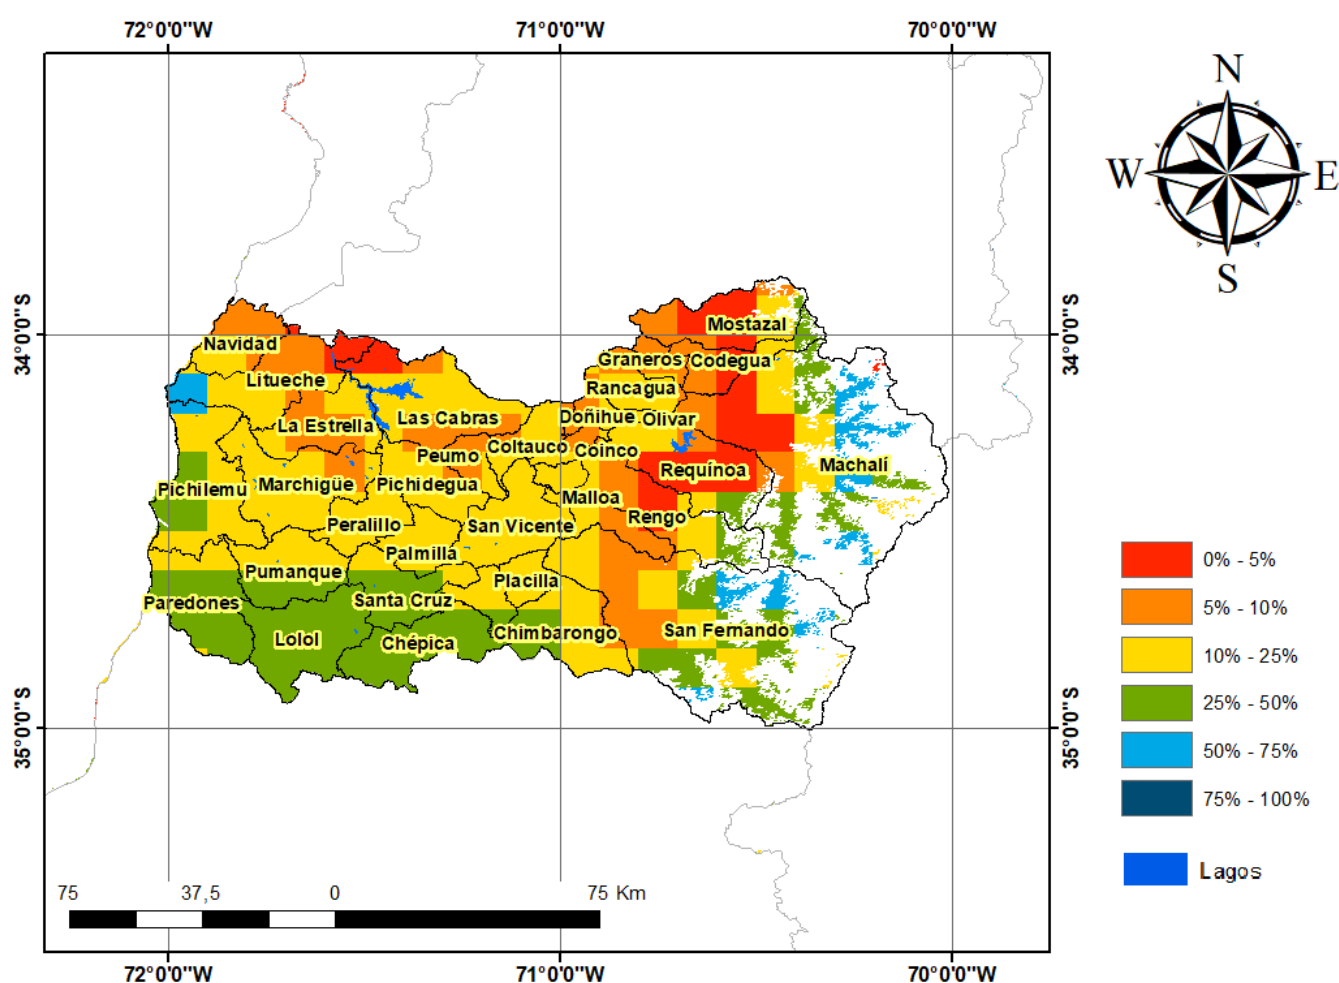 72°0'0"W
71°0'0"W
70°0'0"W
N
W
E
S
34°0'0"S
34°0'0"S
Mostazal
Navidad
Graneros
Codegua
Litueche
Rancagua
Las Cabras
Doñihue
Olivar
La Estrella
Coltauco
Coinco
Peumo
Requínoa
Machalí
Marchigüe
Pichidegua
Pichilemu
Malloa
Rengo
Peralillo
San Vicente
Palmilla
Pumanque
Placilla
Paredones
Santa Cruz
Lolol
Chépica
Chimbarongo
San Fernando
0% - 5%
5% - 10%
10% - 25%
25% - 50%
50% - 75%
75% - 100%
Lagos
35°0'0"S
35°0'0"S
75
37,5
0
75 Km
72°0'0"W
71°0'0"W
70°0'0"W